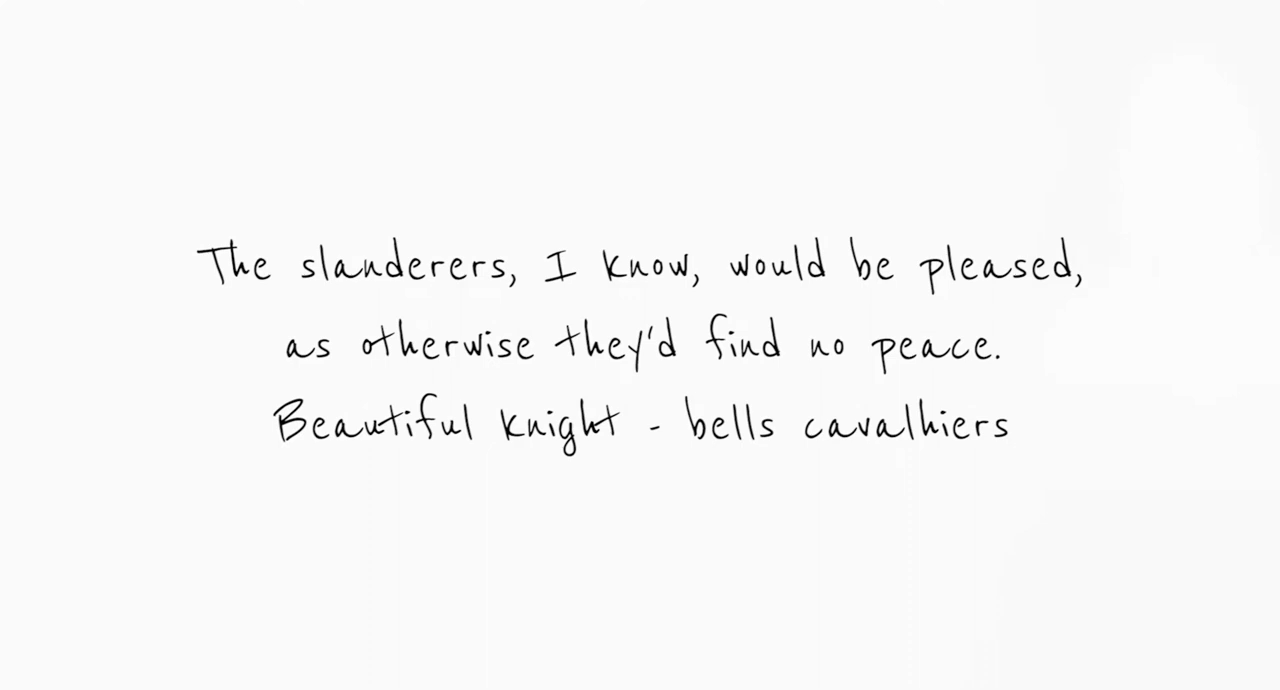 The slanderers, I know, would be pleased,
as otherwise they'd find no peace.
Beautiful knight - bells cavalhiers